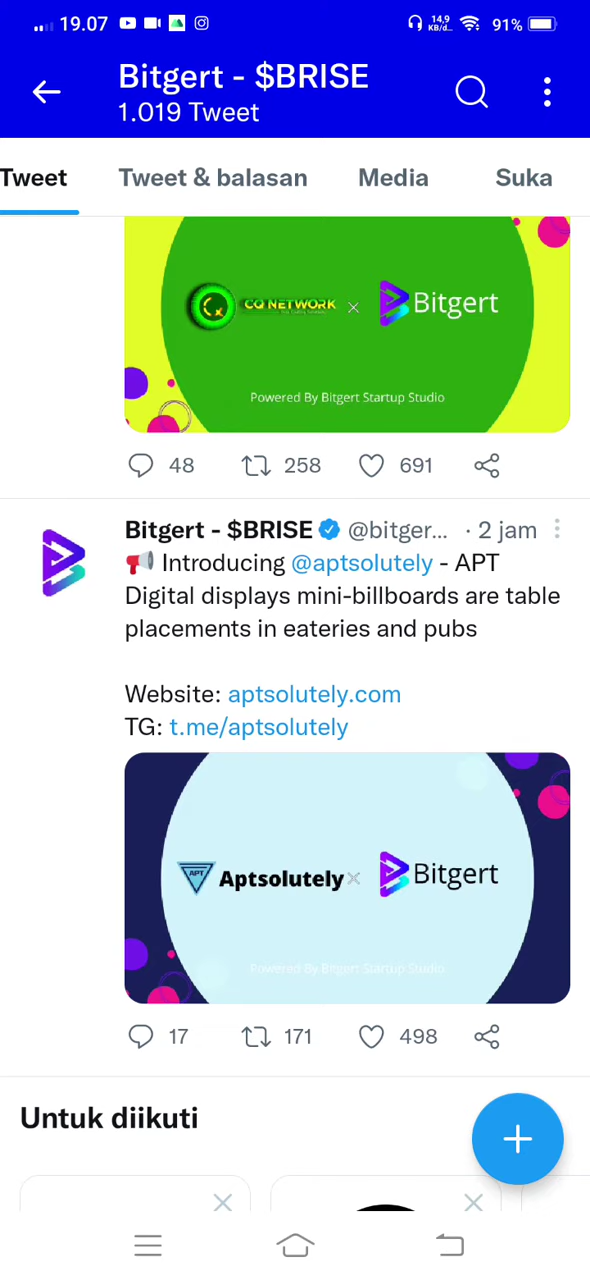 19.07 14,9 KB/d... 91%
Bitgert - $BRISE
1.019 Tweet
Tweet Tweet & balasan Media Suka
CQ NETWORK × Bitgert
Powered By Bitgert Startup Studio
48 258 691
Bitgert - $BRISE @bitger... · 2 jam
Introducing @aptsolutely - APT
Digital displays mini-billboards are table
placements in eateries and pubs
Website: aptsolutely.com
TG: t.me/aptsolutely
APT Aptsolutely × Bitgert
Powered By Bitgert Startup Studio
17 171 498
Untuk diikuti